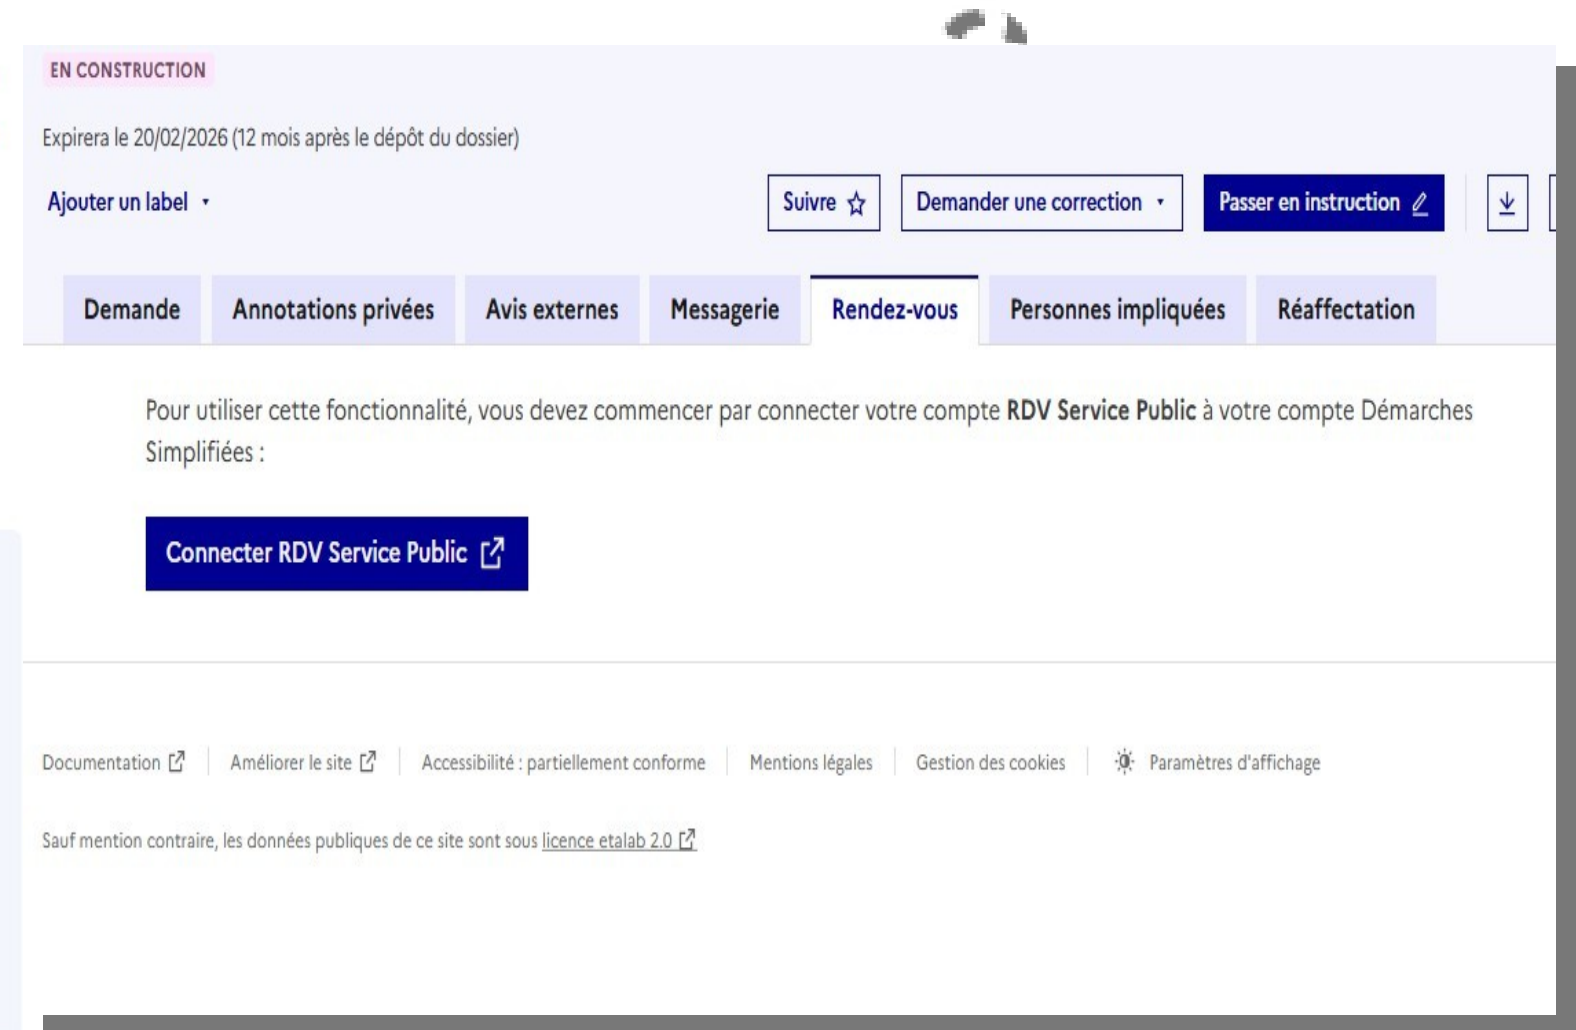 EN CONSTRUCTION
Expirera le 20/02/2026 (12 mois après le dépôt du dossier)
Ajouter un label
Suivre
Demander une correction
Passer en instruction
Demande
Annotations privées
Avis externes
Messagerie
Rendez-vous
Personnes impliquées
Réaffectation
Pour utiliser cette fonctionnalité, vous devez commencer par connecter votre compte RDV Service Public à votre compte Démarches
Simplifiées :
Connecter RDV Service Public
Documentation
Améliorer le site
Accessibilité : partiellement conforme
Mentions légales
Gestion des cookies
Paramètres d'affichage
Sauf mention contraire, les données publiques de ce site sont sous licence etalab 2.0